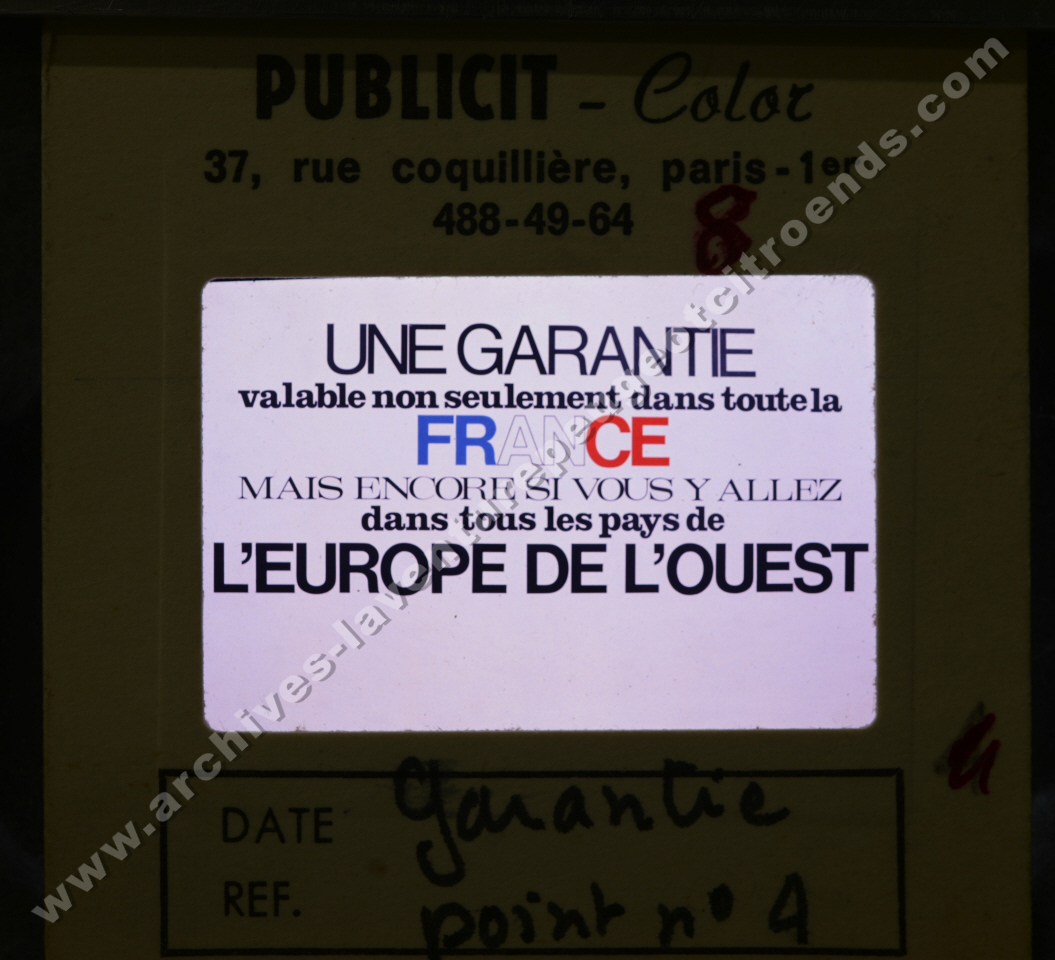 PUBLICIT - Color
37, rue coquillière, paris - 1er
488-49-64
8
UNE GARANTIE
valable non seulement dans toute la
FRANCE
MAIS ENCORE SI VOUS Y ALLEZ
dans tous les pays de
L'EUROPE DE L'OUEST
4
DATE garantie
REF. point n° 4
www.archives-laventurepeugeotcitroends.com